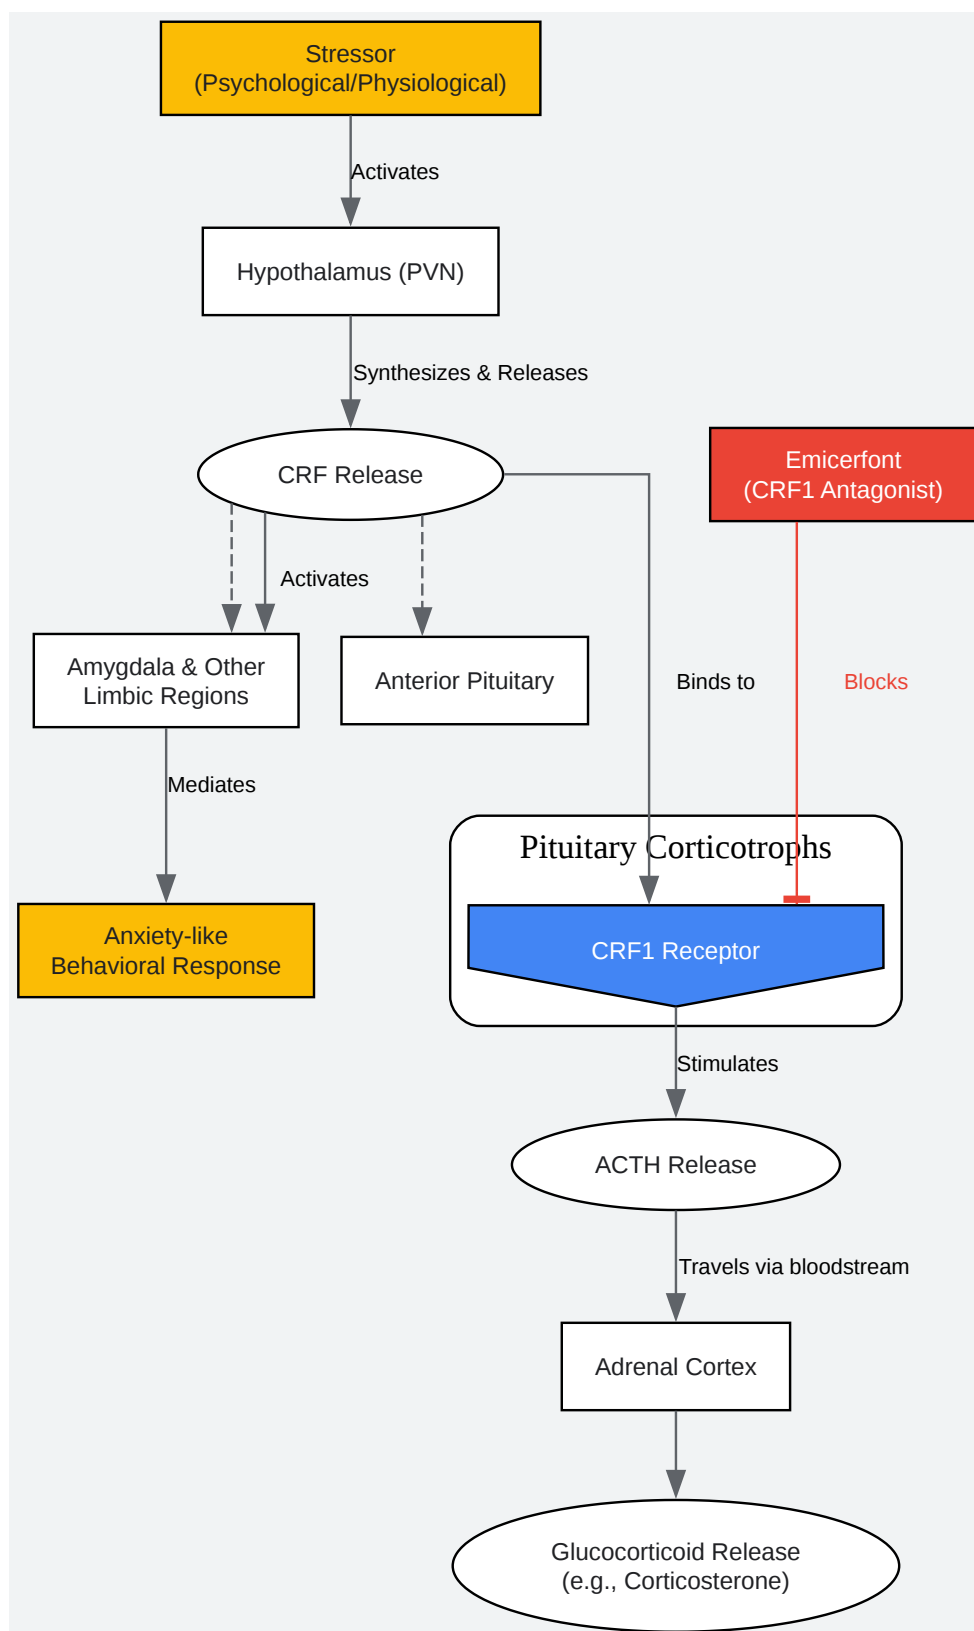 Stressor
(Psychological/Physiological)
Activates
Hypothalamus (PVN)
Synthesizes & Releases
CRF Release
Emicerfont
(CRF1 Antagonist)
Activates
Amygdala & Other
Limbic Regions
Anterior Pituitary
Binds to
Blocks
Mediates
Pituitary Corticotrophs
Anxiety-like
Behavioral Response
CRF1 Receptor
Stimulates
ACTH Release
Travels via bloodstream
Adrenal Cortex
Glucocorticoid Release
(e.g., Corticosterone)